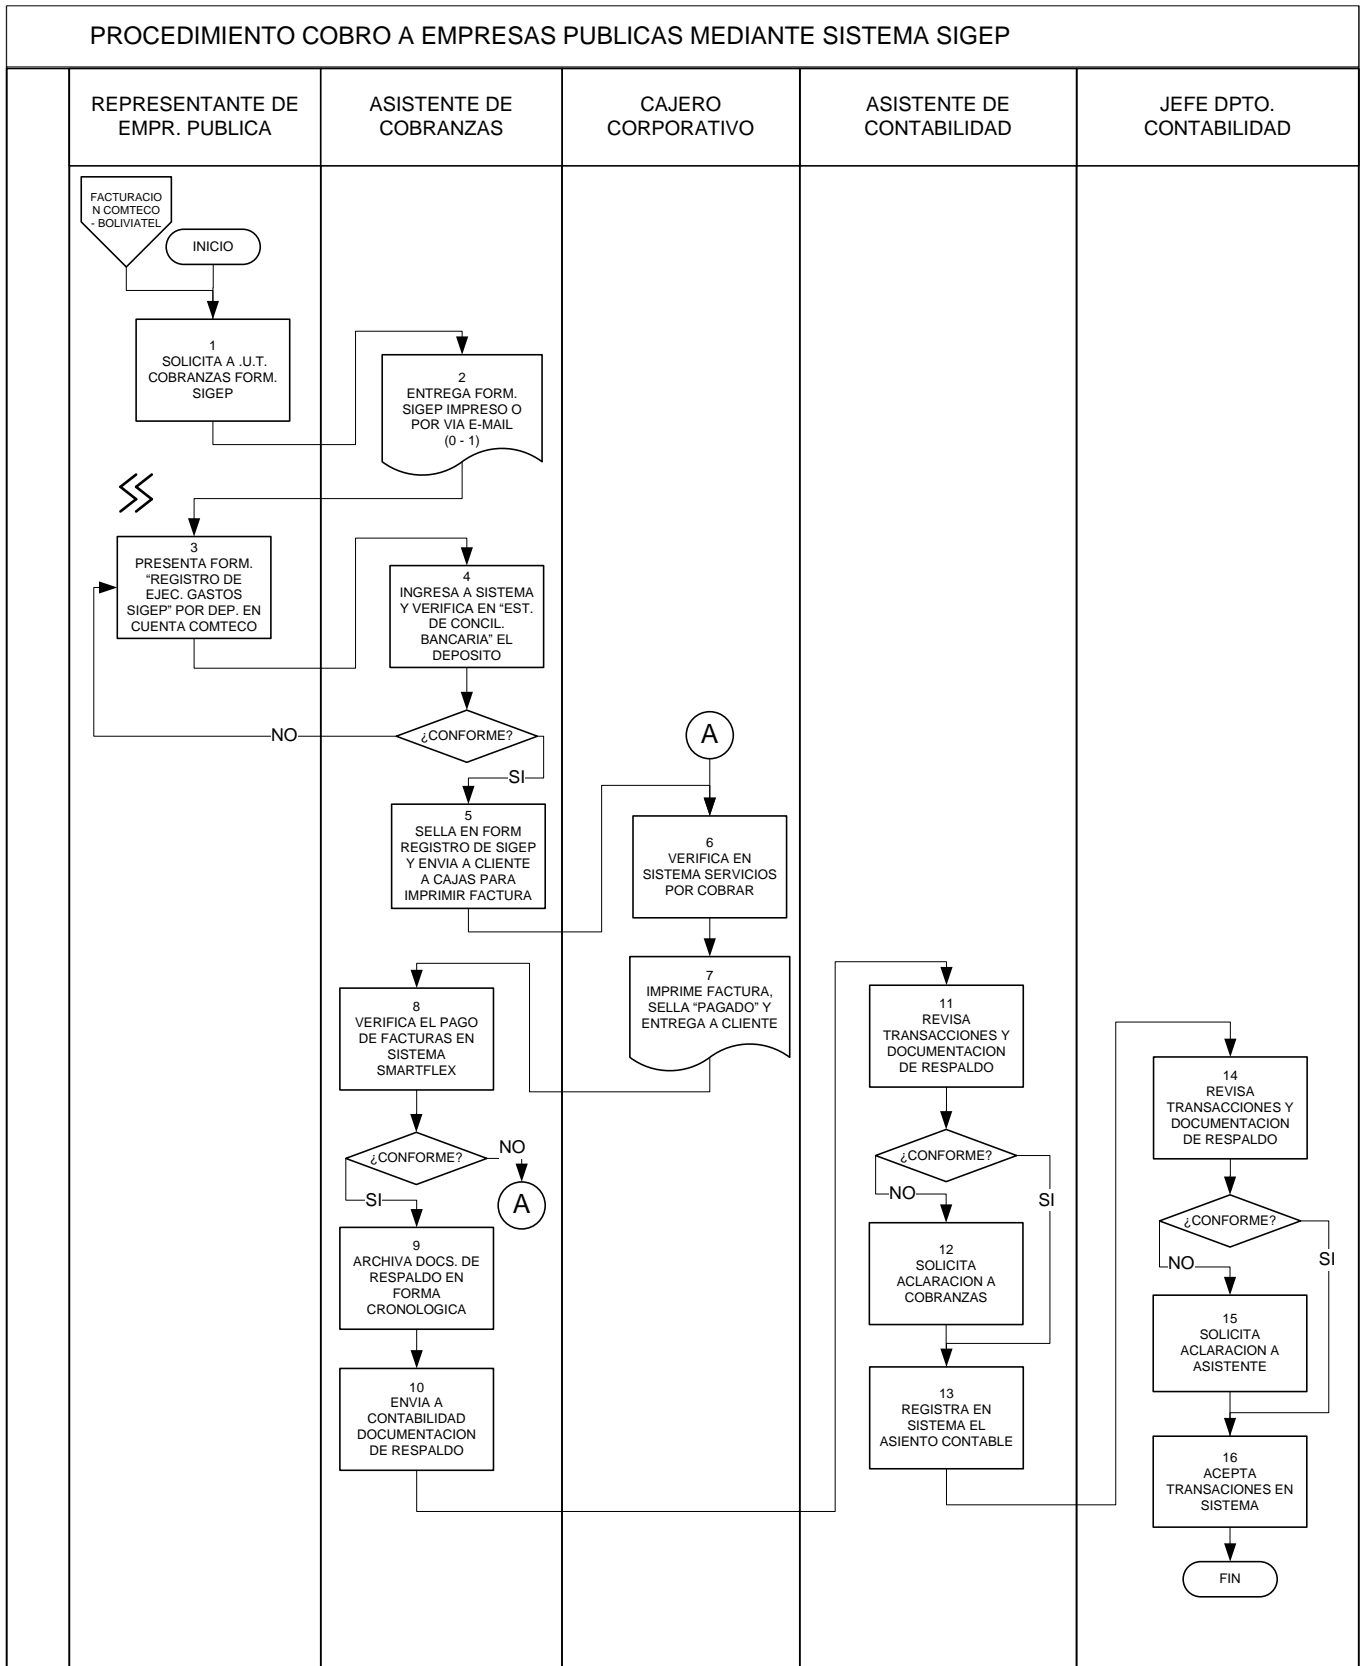 PROCEDIMIENTO COBRO A EMPRESAS PUBLICAS MEDIANTE SISTEMA SIGEP
REPRESENTANTE DE
EMPR. PUBLICA
ASISTENTE DE
COBRANZAS
CAJERO
CORPORATIVO
ASISTENTE DE
CONTABILIDAD
JEFE DPTO.
CONTABILIDAD
FACTURACIO
N COMTECO
- BOLIVIATEL
INICIO
1
SOLICITA A .U.T.
COBRANZAS FORM.
SIGEP
2
ENTREGA FORM.
SIGEP IMPRESO O
POR VIA E-MAIL
(0 - 1)
3
PRESENTA FORM.
“REGISTRO DE
EJEC. GASTOS
SIGEP” POR DEP. EN
CUENTA COMTECO
4
INGRESA A SISTEMA
Y VERIFICA EN “EST.
DE CONCIL.
BANCARIA” EL
DEPOSITO
¿CONFORME?
NO
SI
5
SELLA EN FORM
REGISTRO DE SIGEP
Y ENVIA A CLIENTE
A CAJAS PARA
IMPRIMIR FACTURA
A
6
VERIFICA EN
SISTEMA SERVICIOS
POR COBRAR
7
IMPRIME FACTURA,
SELLA “PAGADO” Y
ENTREGA A CLIENTE
8
VERIFICA EL PAGO
DE FACTURAS EN
SISTEMA
SMARTFLEX
¿CONFORME?
NO
A
SI
9
ARCHIVA DOCS. DE
RESPALDO EN
FORMA
CRONOLOGICA
10
ENVIA A
CONTABILIDAD
DOCUMENTACION
DE RESPALDO
11
REVISA
TRANSACCIONES Y
DOCUMENTACION
DE RESPALDO
¿CONFORME?
NO
SI
12
SOLICITA
ACLARACION A
COBRANZAS
13
REGISTRA EN
SISTEMA EL
ASIENTO CONTABLE
14
REVISA
TRANSACCIONES Y
DOCUMENTACION
DE RESPALDO
¿CONFORME?
NO
SI
15
SOLICITA
ACLARACION A
ASISTENTE
16
ACEPTA
TRANSACIONES EN
SISTEMA
FIN